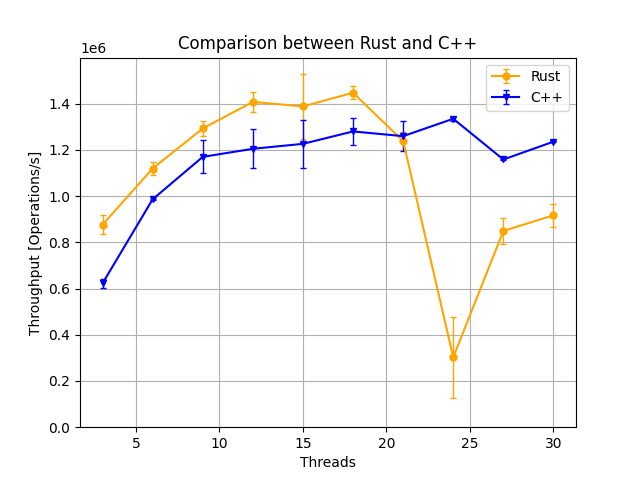 Comparison between Rust and C++
1e6
Rust
C++
1.4
1.2
1.0
0.8
0.6
0.4
0.2
0.0
Throughput [Operations/s]
5 10 15 20 25 30
Threads